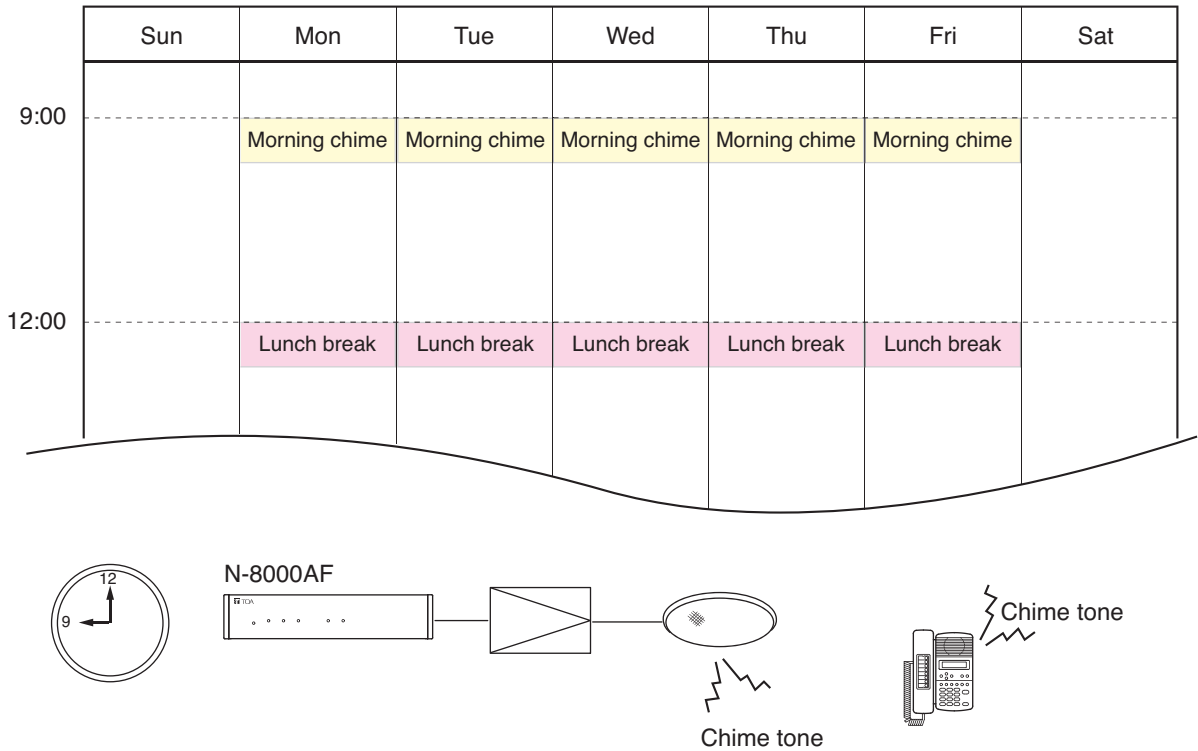 Sun Mon Tue Wed Thu Fri Sat
9:00
Morning chime Morning chime Morning chime Morning chime Morning chime
12:00
Lunch break Lunch break Lunch break Lunch break Lunch break
N-8000AF
12
9
TOA
Chime tone
Chime tone